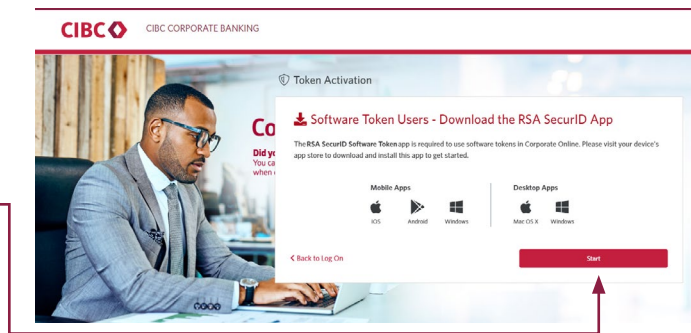 CIBC CIBC CORPORATE BANKING
Token Activation
Software Token Users - Download the RSA SecurID App
The RSA SecurID Software Token app is required to use software tokens in Corporate Online. Please visit your device's
app store to download and install this app to get started.
Co
Did yo
You ca
when
Mobile Apps
Desktop Apps
iOS
Android
Windows
Mac OS X
Windows
Back to Log On
Start